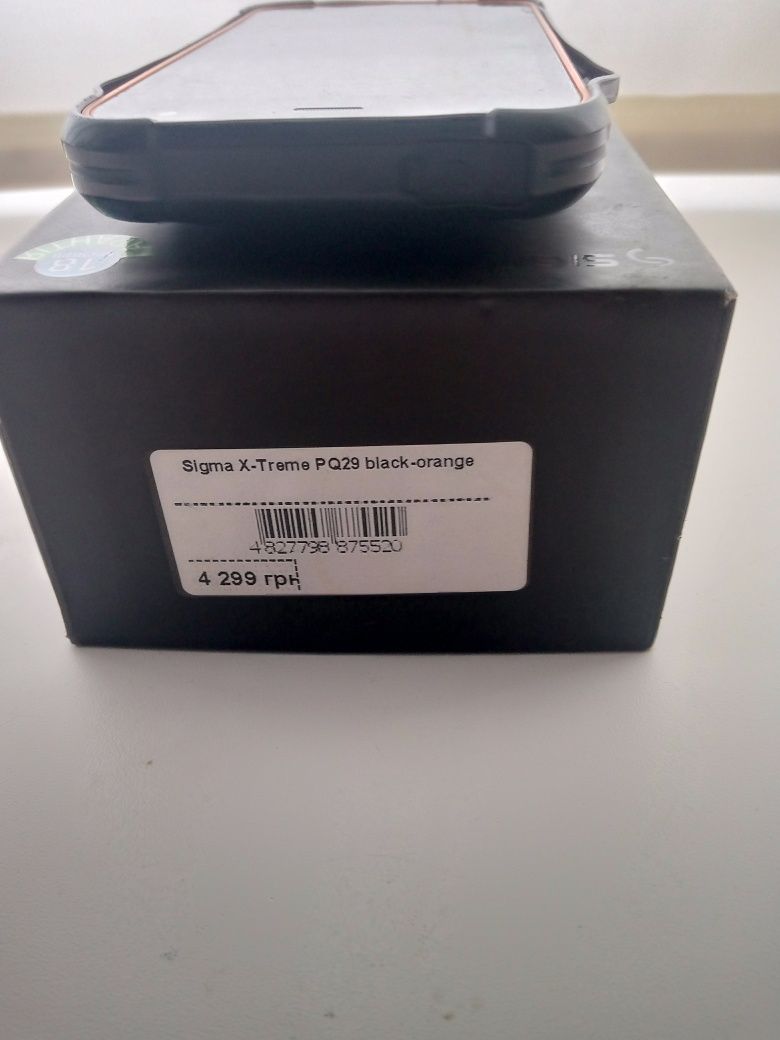 Sigma X-Treme PQ29 black-orange
4 827798 875520
4 299 грн